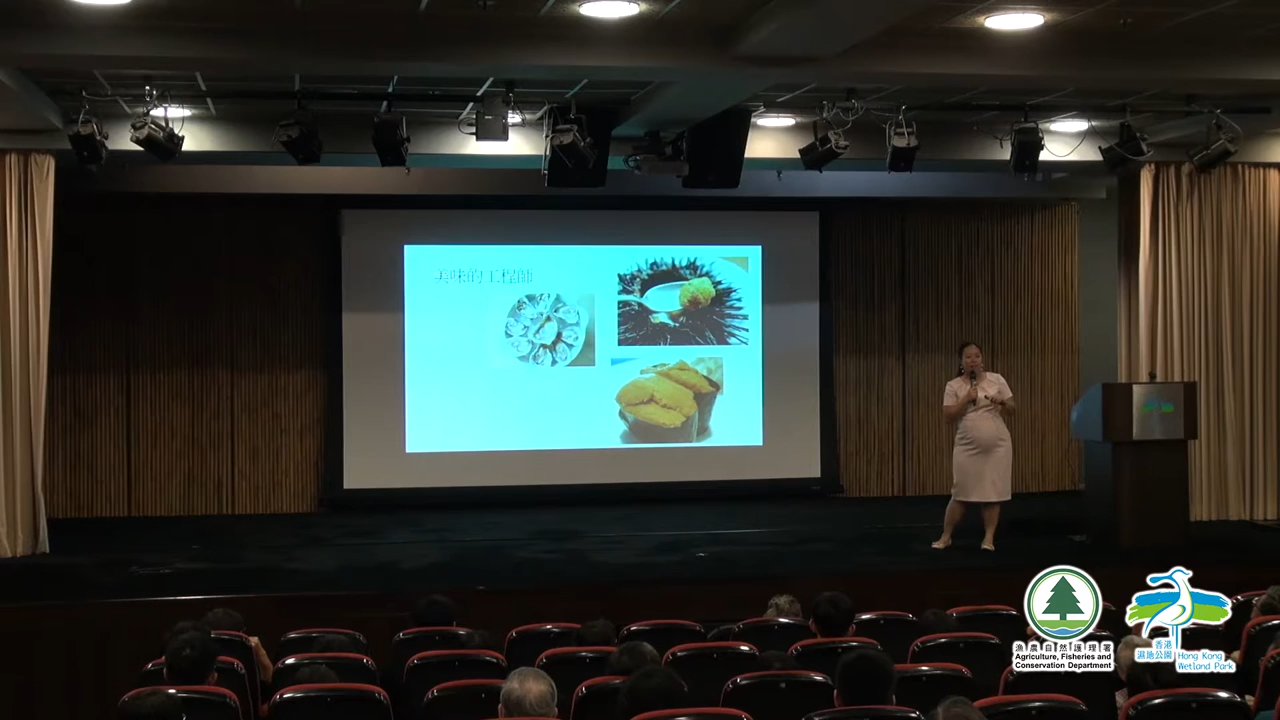 美味的工程師
漁農自然護理署
Agriculture, Fisheries and
Conservation Department
香港
濕地公園
Hong Kong
Wetland Park